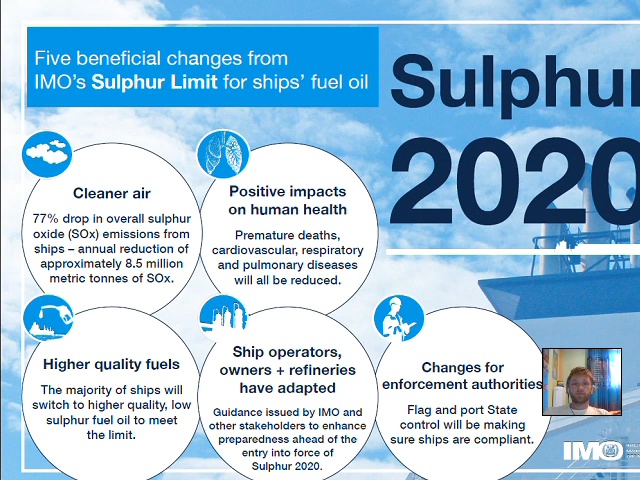 Five beneficial changes from
IMO's Sulphur Limit for ships' fuel oil
Sulphur
2020
Cleaner air
77% drop in overall sulphur
oxide (SOx) emissions from
ships – annual reduction of
approximately 8.5 million
metric tonnes of SOx.
Positive impacts
on human health
Premature deaths,
cardiovascular, respiratory
and pulmonary diseases
will all be reduced.
Higher quality fuels
The majority of ships will
switch to higher quality, low
sulphur fuel oil to meet
the limit.
Ship operators,
owners + refineries
have adapted
Guidance issued by IMO and
other stakeholders to enhance
preparedness ahead of the
entry into force of
Sulphur 2020.
Changes for
enforcement authorities
Flag and port State
control will be making
sure ships are compliant.
IMO